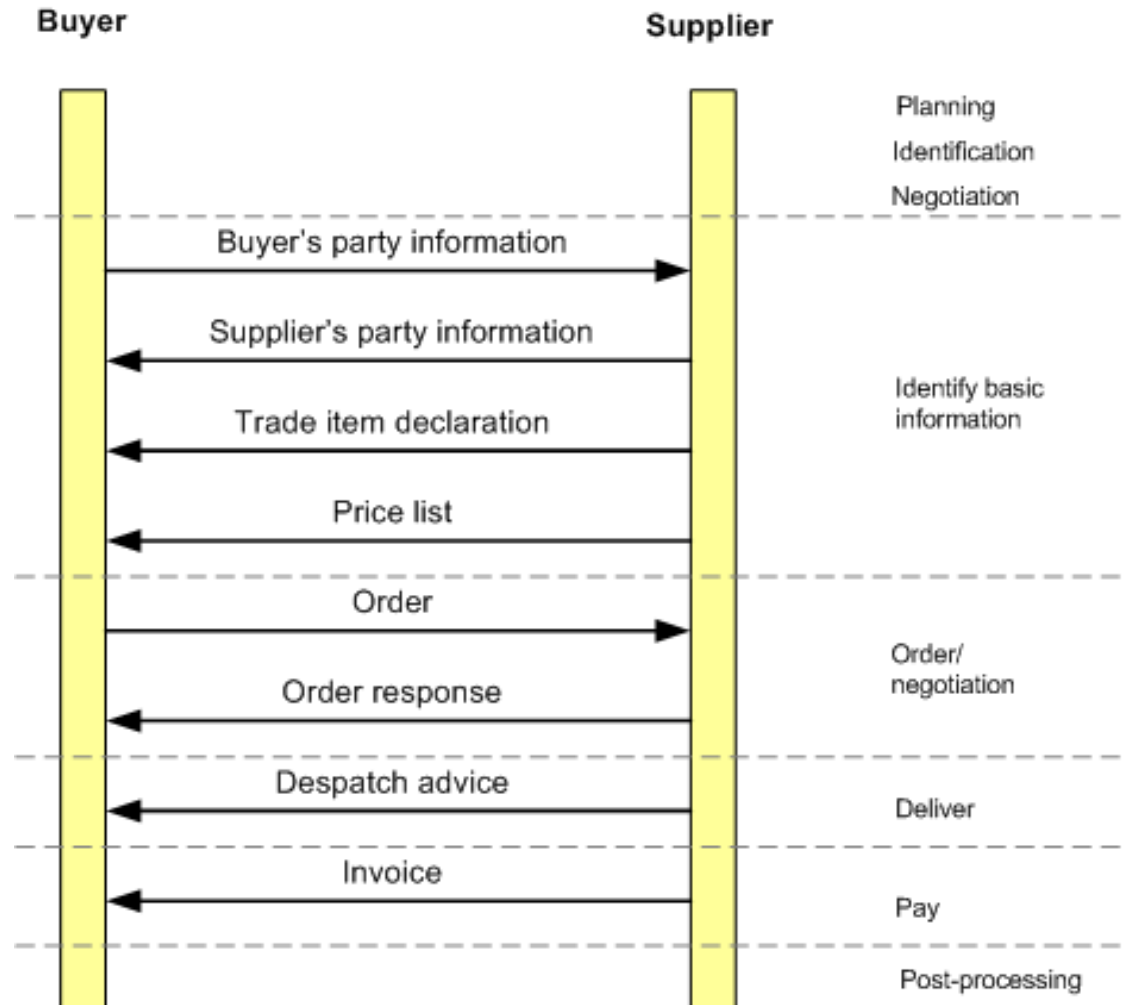 Buyer
Supplier
Planning
Identification
Negotiation
Buyer's party information
Supplier's party information
Identify basic
information
Trade item declaration
Price list
Order
Order/
negotiation
Order response
Despatch advice
Deliver
Invoice
Pay
Post-processing